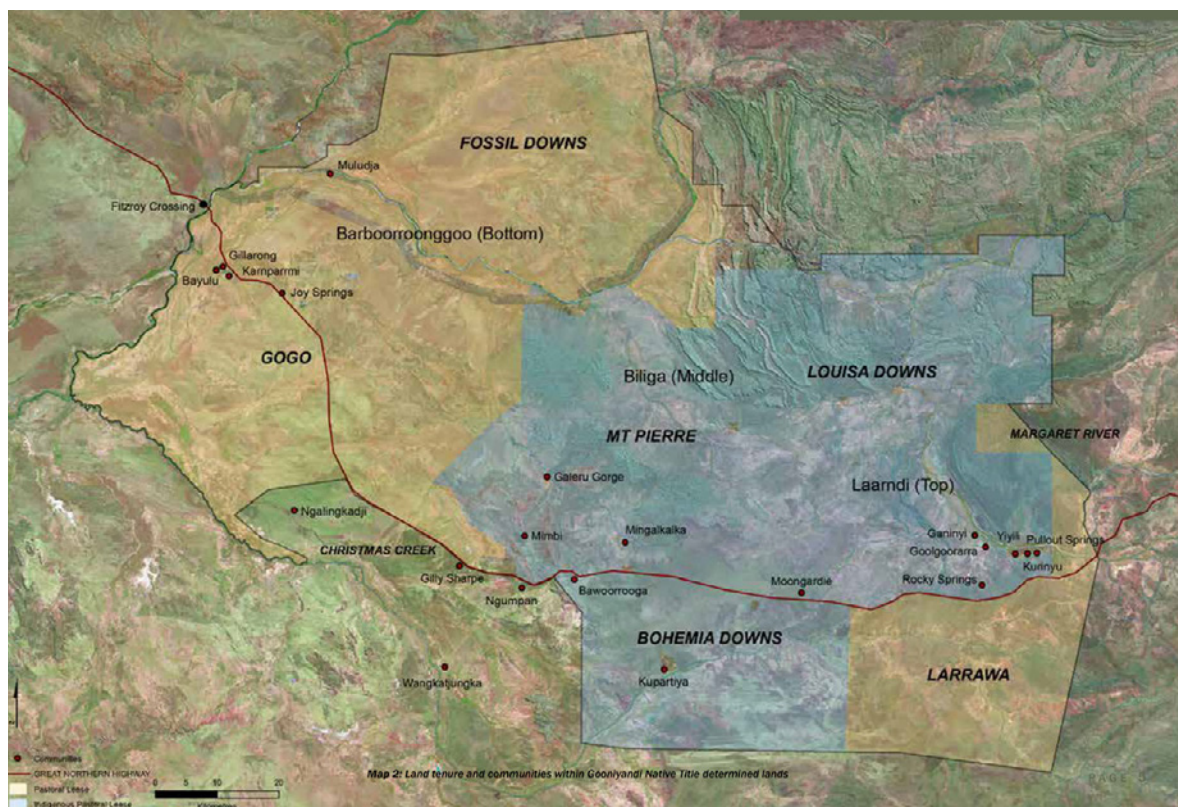 FOSSIL DOWNS
Muludja
Fitzroy Crossing
Barboorroonggoo (Bottom)
Gillarong
Bayulu
Karnparrmi
Joy Springs
GOGO
Biliga (Middle)
LOUISA DOWNS
MT PIERRE
MARGARET RIVER
Galeru Gorge
Laarndi (Top)
Ngalingkadji
Mimbi
Mingalkalka
Ganinyi
Yiyili
Pullout Springs
Goolgoorarra
Kurinyu
CHRISTMAS CREEK
Gilly Sharpe
Ngumpan
Bawoorrooga
Moongardie
Rocky Springs
BOHEMIA DOWNS
Wangkatjungka
Kupartiya
LARRAWA
Communities
GREAT NORTHERN HIGHWAY
Pastoral Lease
Indigenous Pastoral Leese
0 5 10 20
Kilometres
Map 2: Land tenure and communities within Gooniyandi Native Title determined lands